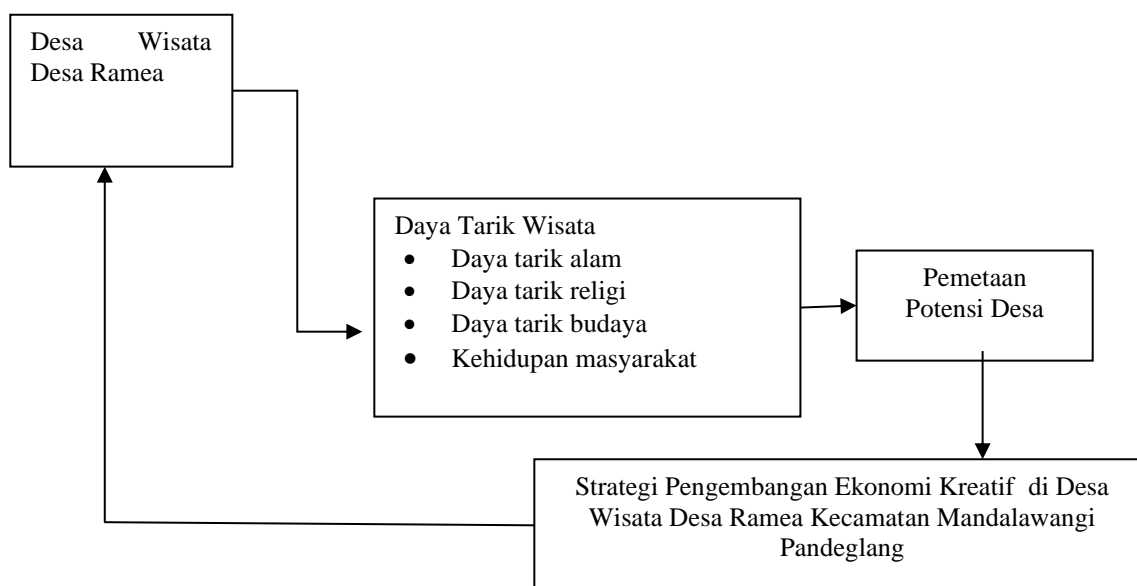 Desa Wisata
Desa Ramea
Daya Tarik Wisata
• Daya tarik alam
• Daya tarik religi
• Daya tarik budaya
• Kehidupan masyarakat
Pemetaan
Potensi Desa
Strategi Pengembangan Ekonomi Kreatif di Desa
Wisata Desa Ramea Kecamatan Mandalawangi
Pandeglang